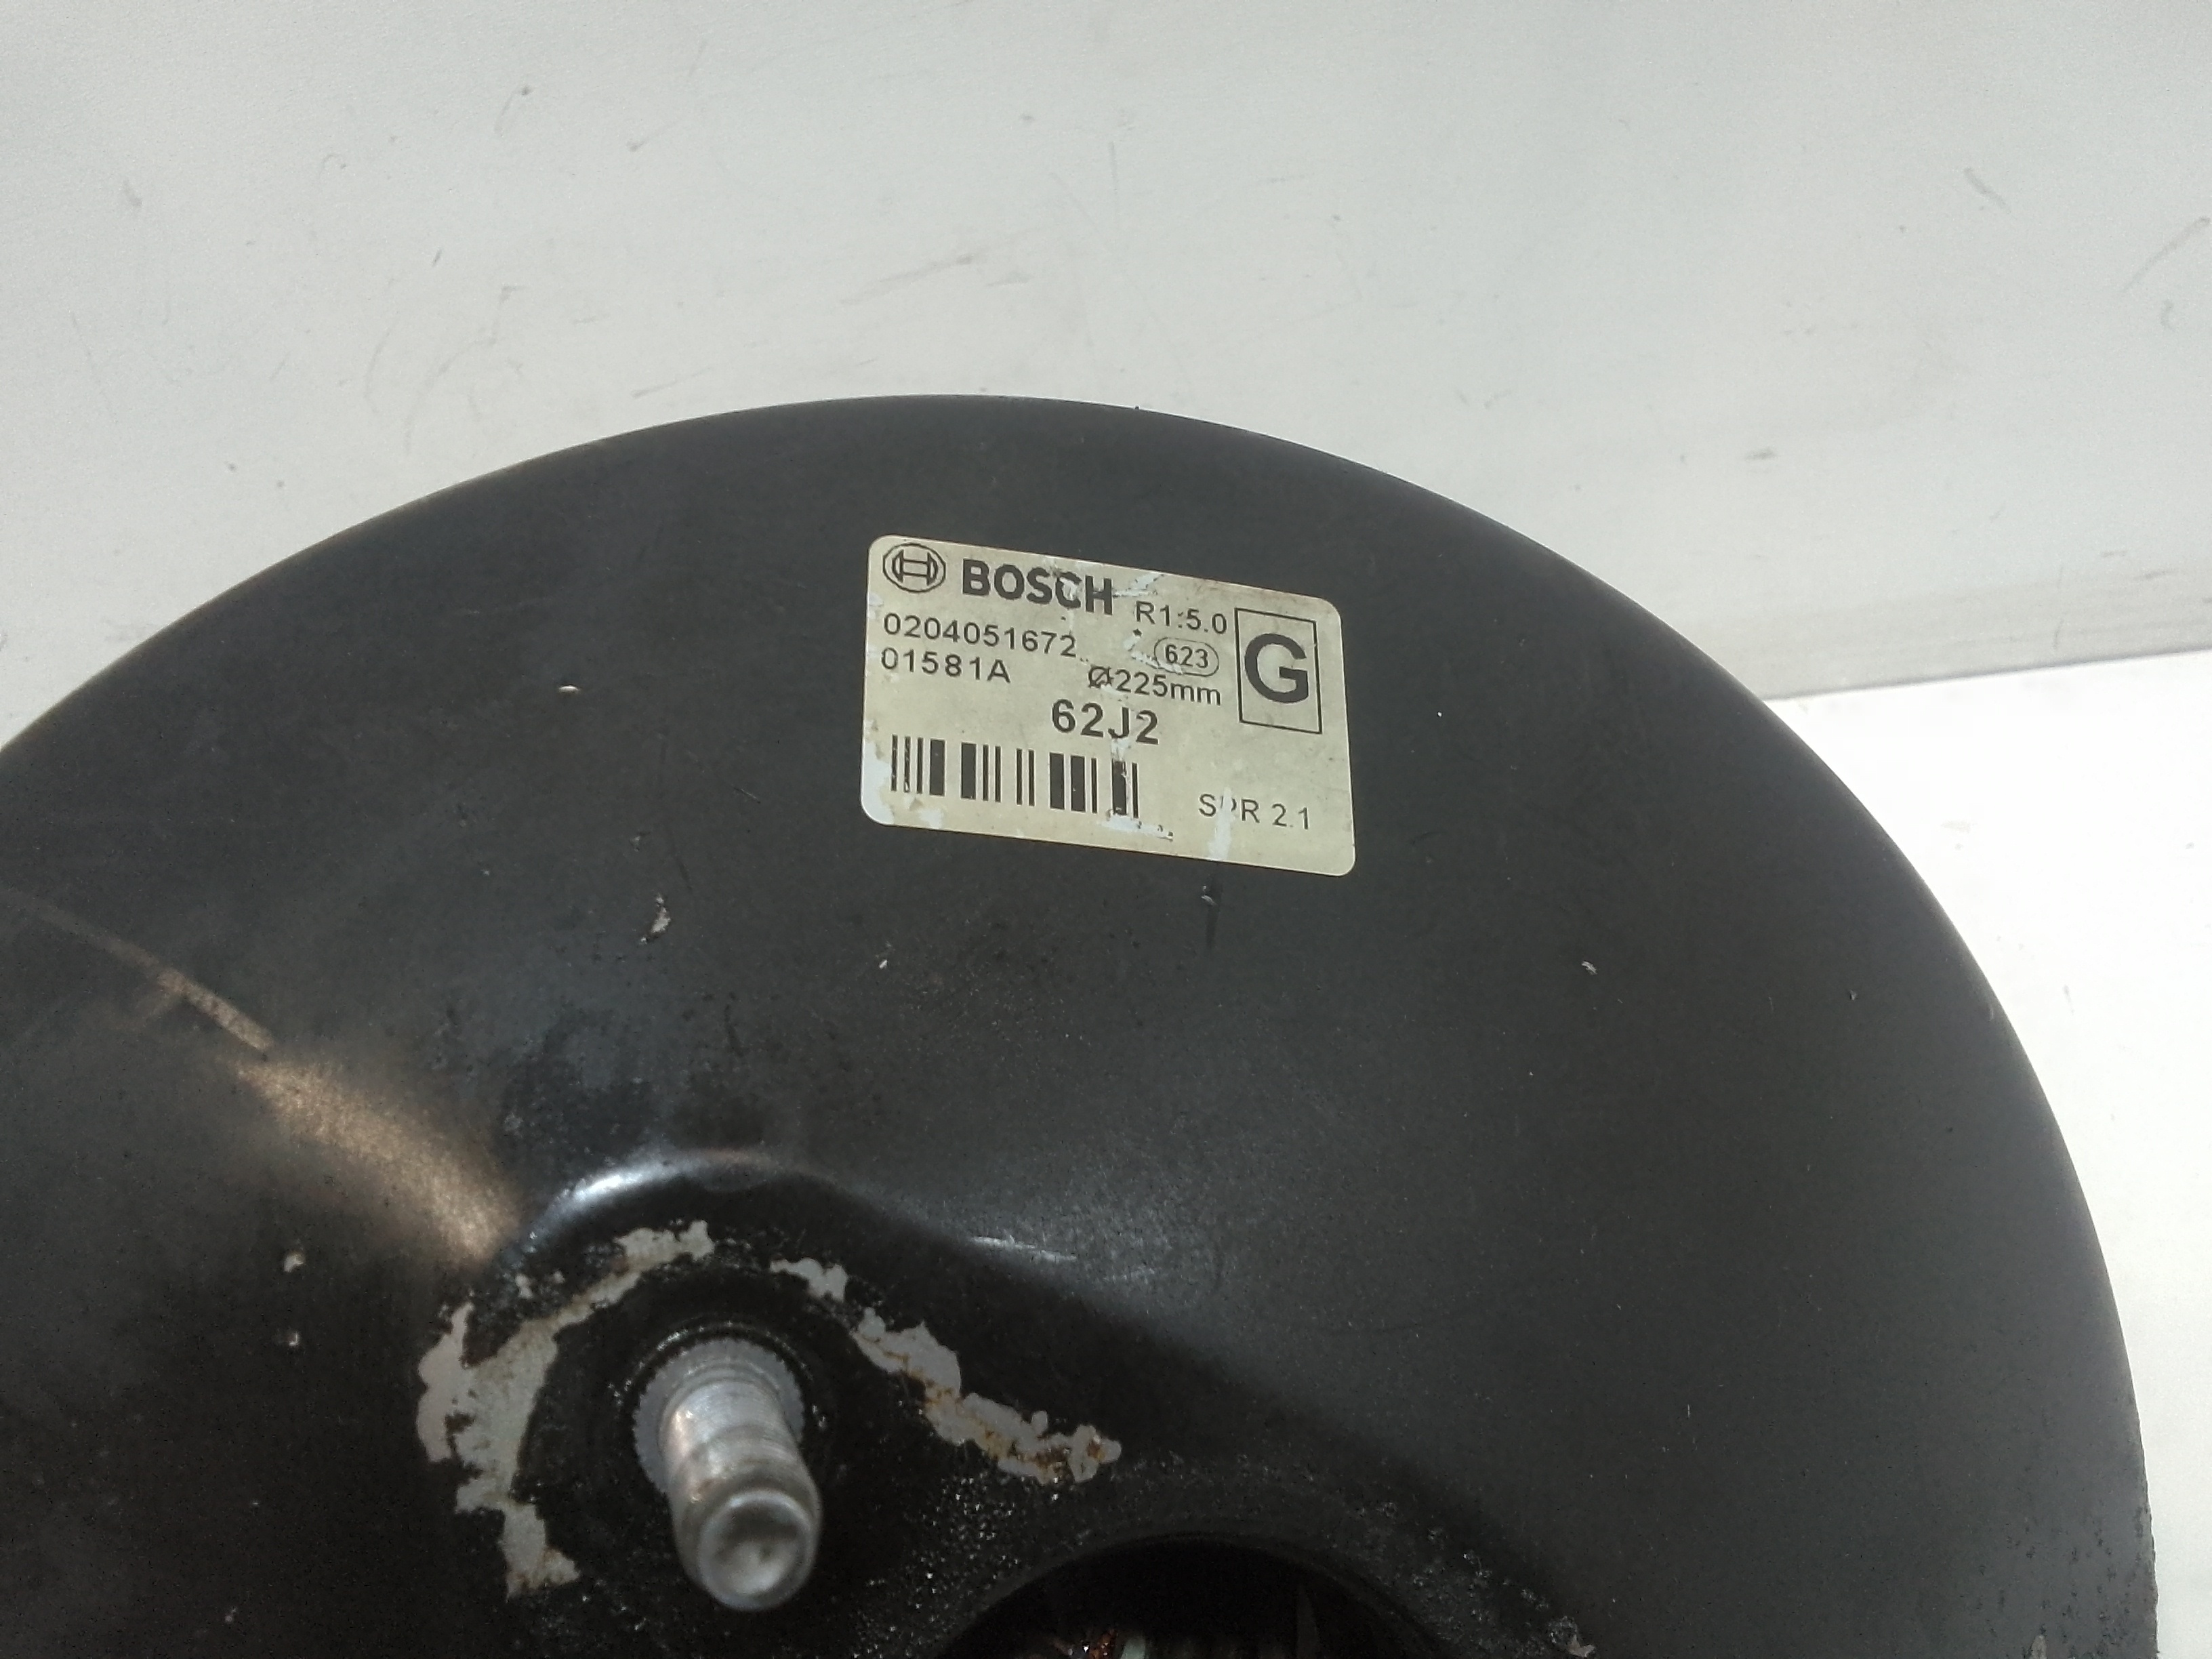 BOSCH R1:5.0
0204051672 623
01581A Ø225mm
G
62J2
SPR 2.1